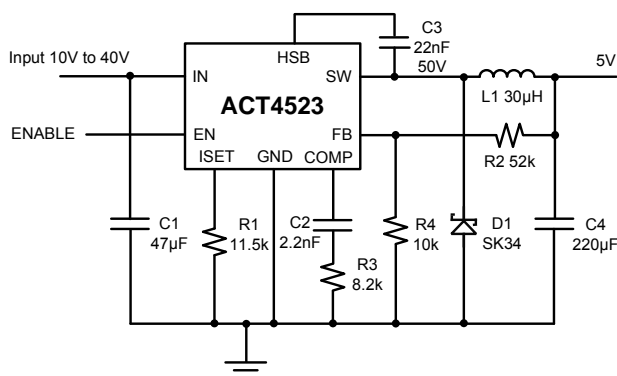 C3
22nF
50V
HSB
Input 10V to 40V
IN
SW
5V
L1 30µH
ACT4523
ENABLE
EN
FB
R2 52k
ISET
GND
COMP
C1
47µF
R1
11.5k
C2
2.2nF
R3
8.2k
R4
10k
D1
SK34
C4
220µF